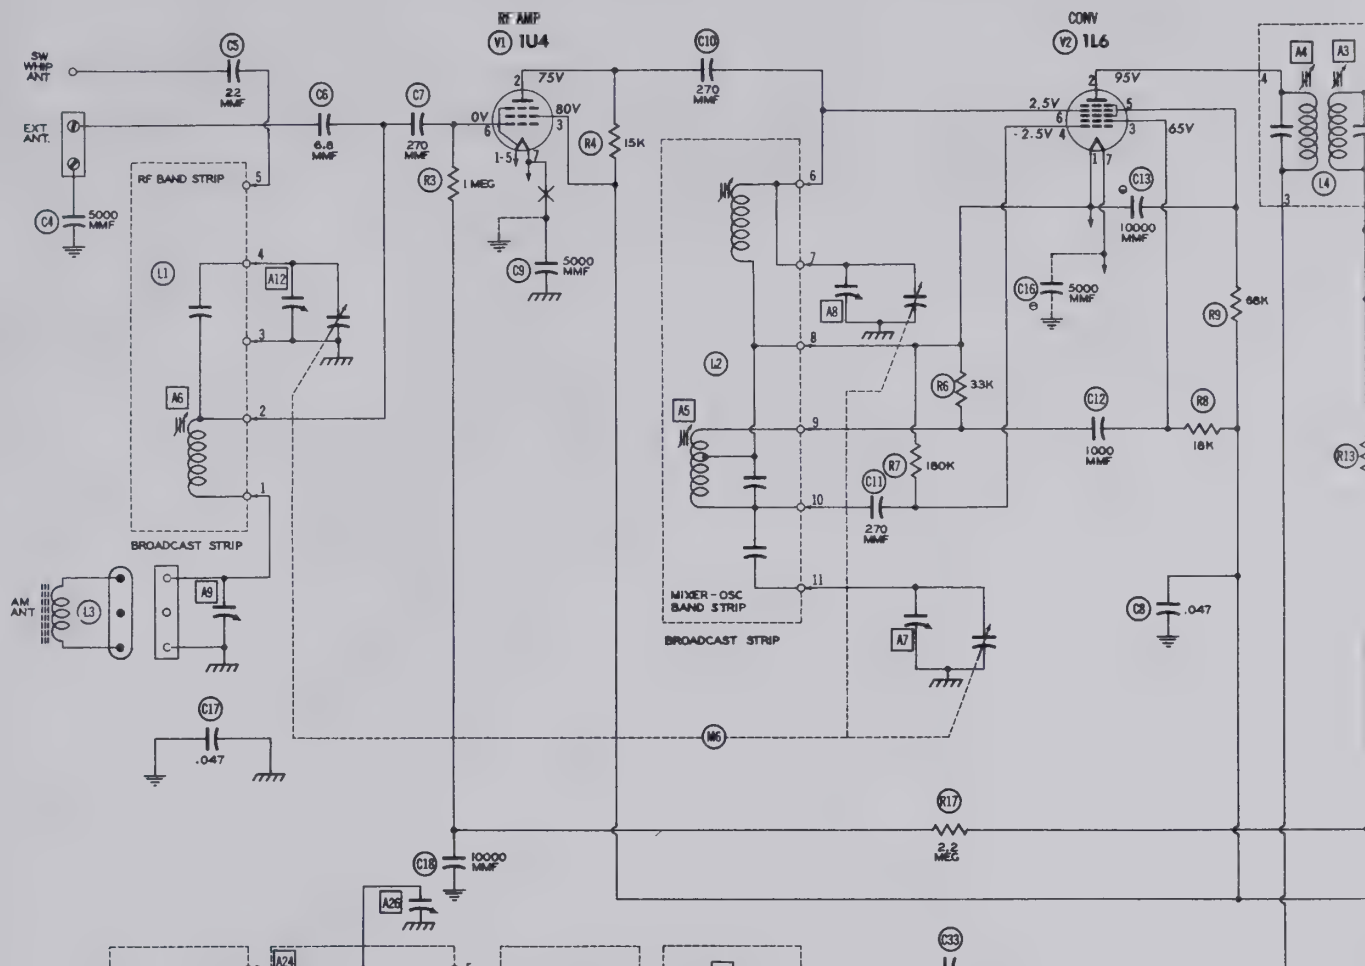 RF AMP
V1 1U4
CONV
V2 1L6
C5
22
MMF
SW
WHIP
ANT
C6
6.8
MMF
C7
270
MMF
EXT
ANT.
C4
5000
MMF
RF BAND STRIP
5
4
3
2
1
L1
A12
A6
BROADCAST STRIP
AM
ANT
L3
A9
C17
.047
2
75V
0V
6
80V
3
1-5
7
R3
1 MEG
R4
15K
C9
5000
MMF
C10
270
MMF
6
7
8
9
10
11
A8
L2
A5
MIXER-OSC
BAND STRIP
BROADCAST STRIP
R6
33K
R7
180K
C11
270
MMF
A7
M6
2
95V
2.5V
6
-2.5V 4
5
3
65V
1
7
C13
10000
MMF
C16
5000
MMF
R9
68K
C12
1000
MMF
R8
18K
C8
.047
A4
A3
4
3
L4
R13
R17
2.2
MEG
C18
10000
MMF
A26
A24
5
C33